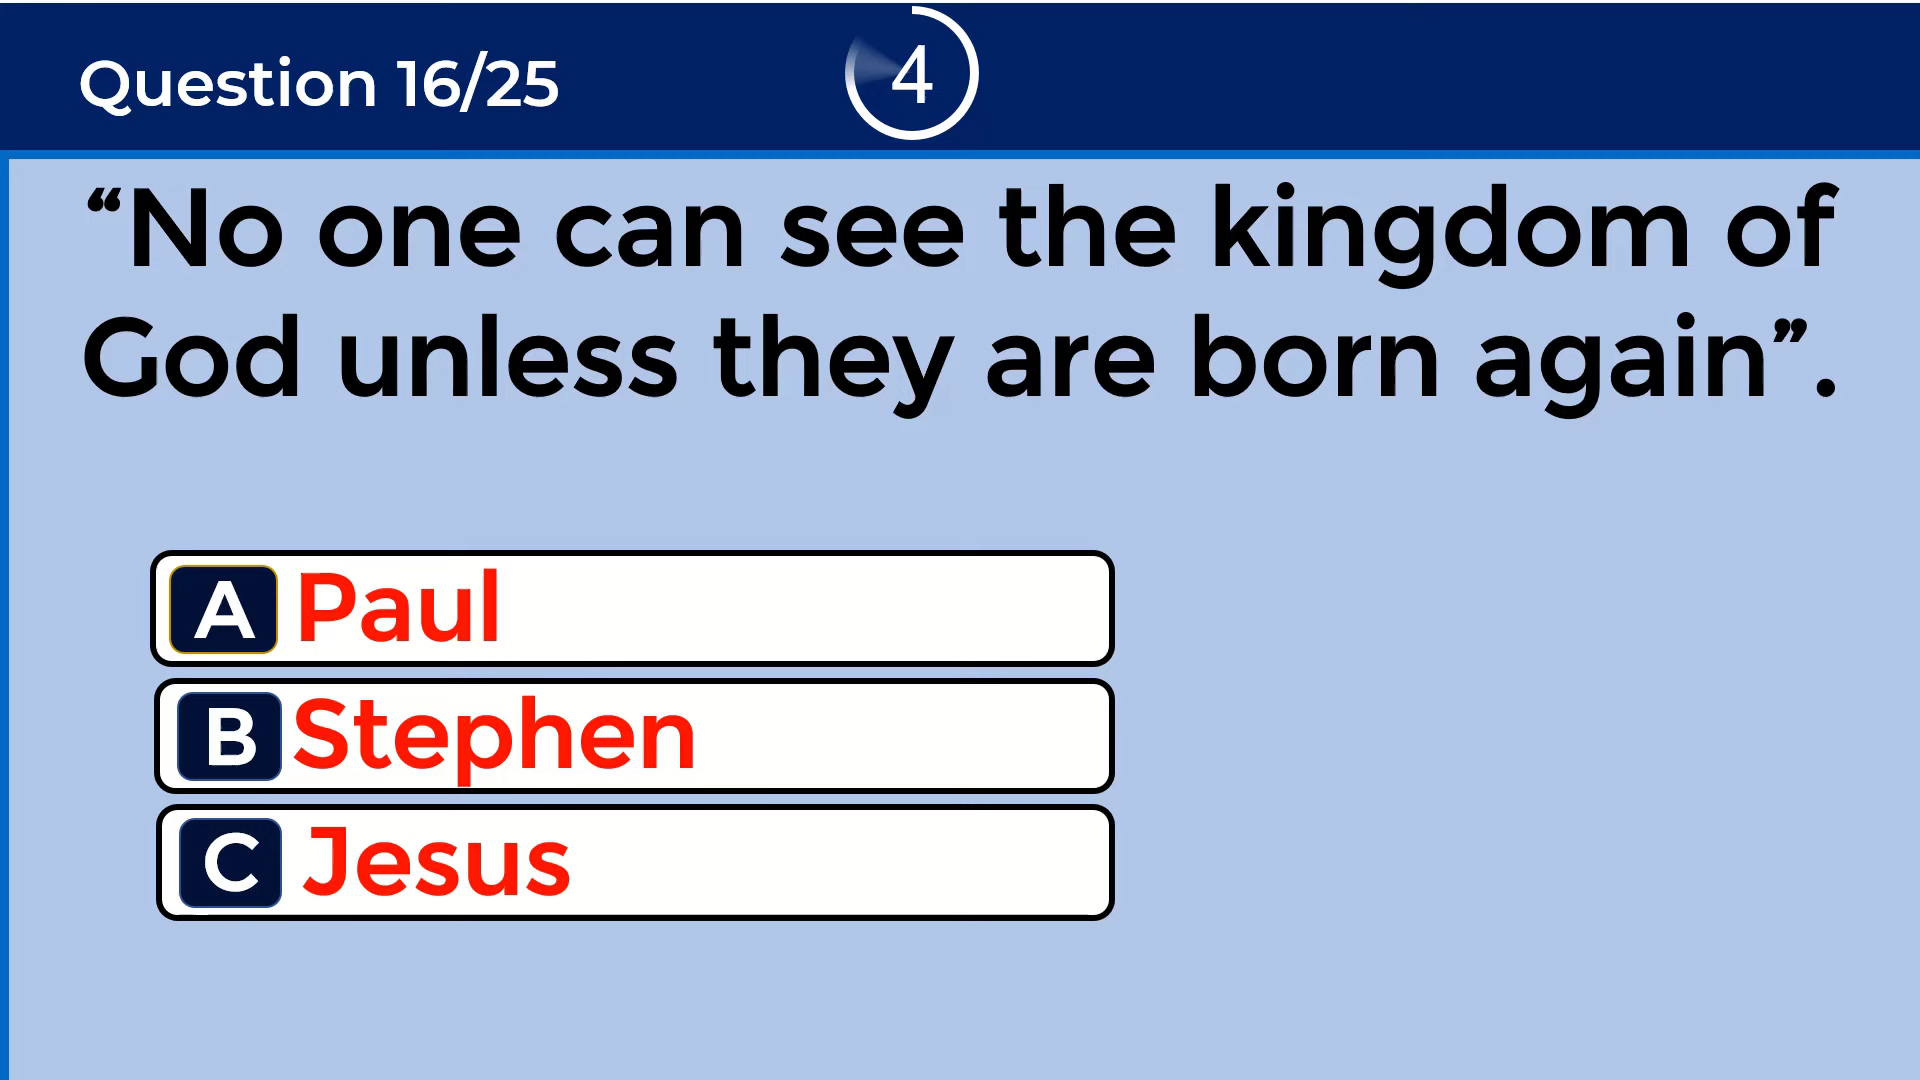 Question 16/25
4
“No one can see the kingdom of
God unless they are born again”.
A Paul
B Stephen
C Jesus